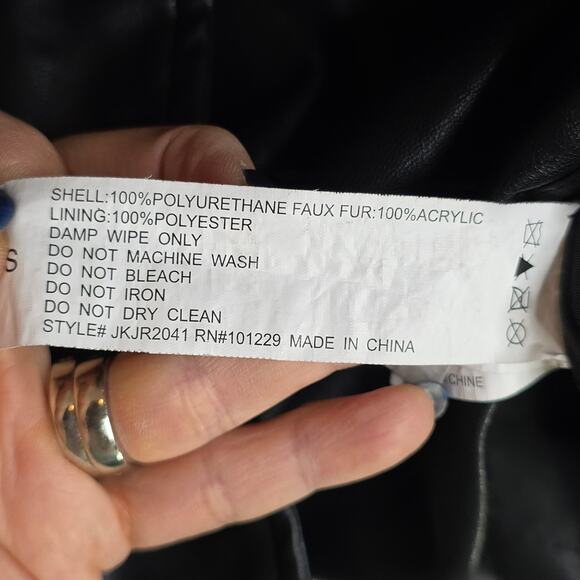 SHELL:100%POLYURETHANE FAUX FUR:100%ACRYLIC
LINING:100%POLYESTER
DAMP WIPE ONLY
DO NOT MACHINE WASH
DO NOT BLEACH
DO NOT IRON
DO NOT DRY CLEAN
STYLE# JKJR2041 RN#101229 MADE IN CHINA
S
CHINE